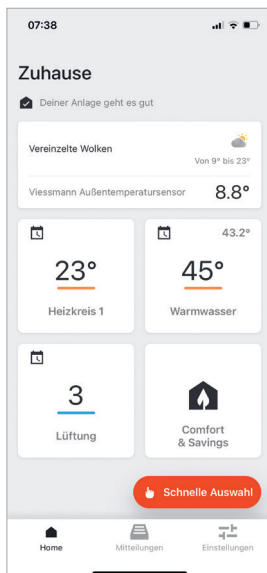 07:38
Zuhause
Deiner Anlage geht es gut
Vereinzelte Wolken
Von 9° bis 23°
Viessmann Außentemperatursensor 8.8°
43.2°
23° 45°
Heizkreis 1 Warmwasser
3
Lüftung
Comfort
& Savings
Schnelle Auswahl
Home Mitteilungen Einstellungen